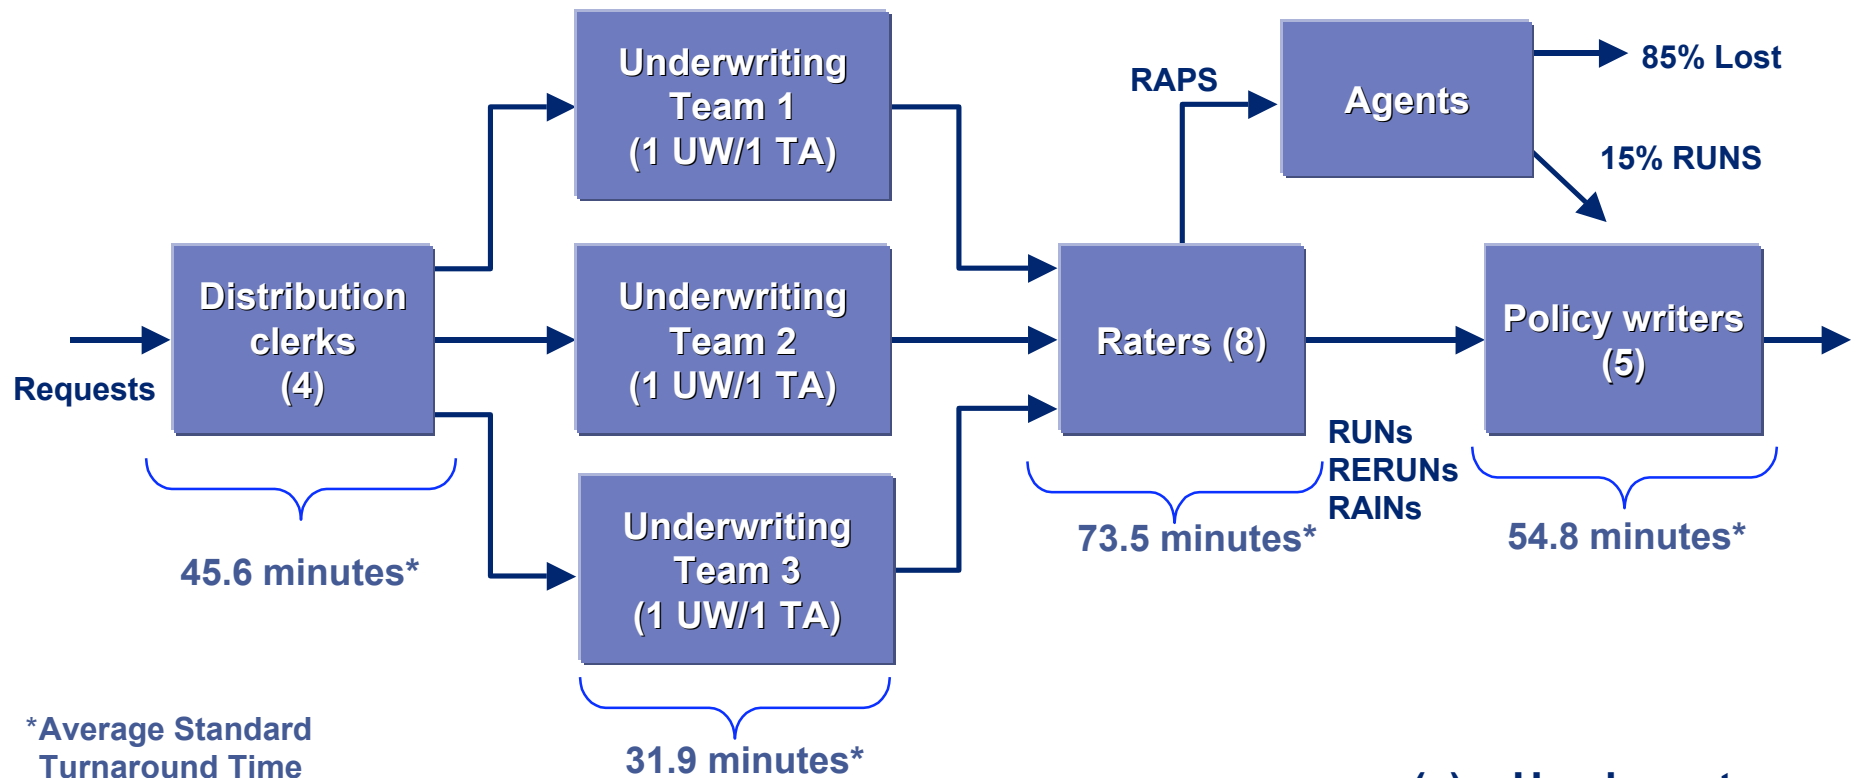 Underwriting
Team 1
(1 UW/1 TA)
RAPS
Agents
85% Lost
15% RUNS
Requests
Distribution
clerks
(4)
Underwriting
Team 2
(1 UW/1 TA)
Raters (8)
Policy writers
(5)
RUNs
RERUNs
RAINs
Underwriting
Team 3
(1 UW/1 TA)
45.6 minutes*
73.5 minutes*
54.8 minutes*
*Average Standard
Turnaround Time
31.9 minutes*